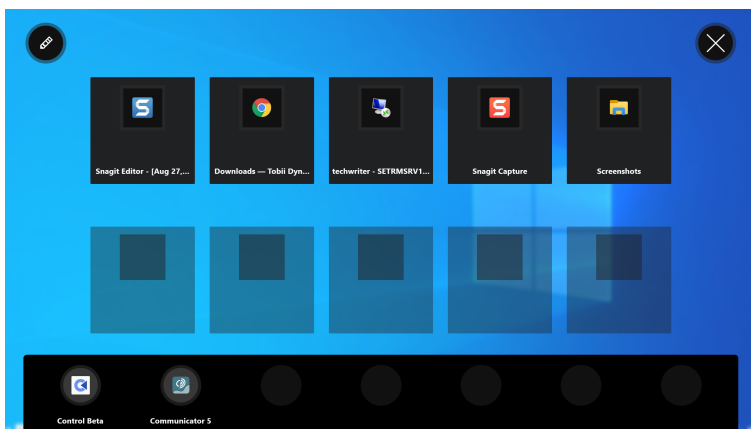 Snagit Editor - [Aug 27,...
Downloads — Tobii Dyn...
techwriter - SETRMSRV1...
Snagit Capture
Screenshots
Control Beta
Communicator 5